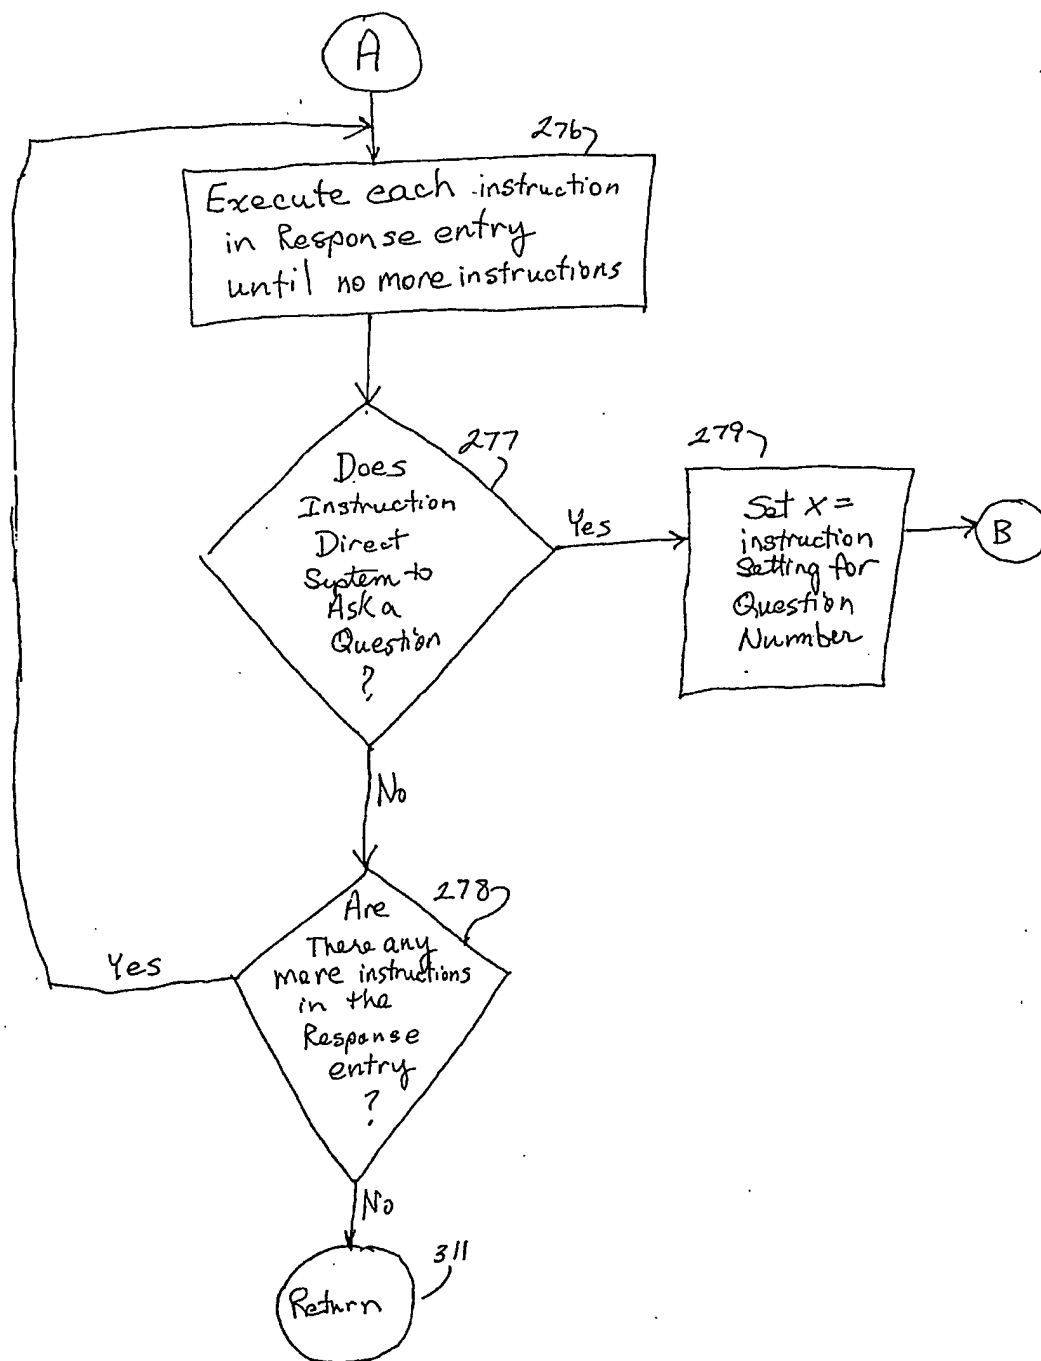 A
276
Execute each instruction
in Response entry
until no more instructions
277
Does
Instruction
Direct
System to
Ask a
Question
?
Yes
279
Set X =
instruction
Setting for
Question
Number
B
No
278
Are
There any
more instructions
in the
Response
entry
?
Yes
No
311
Return